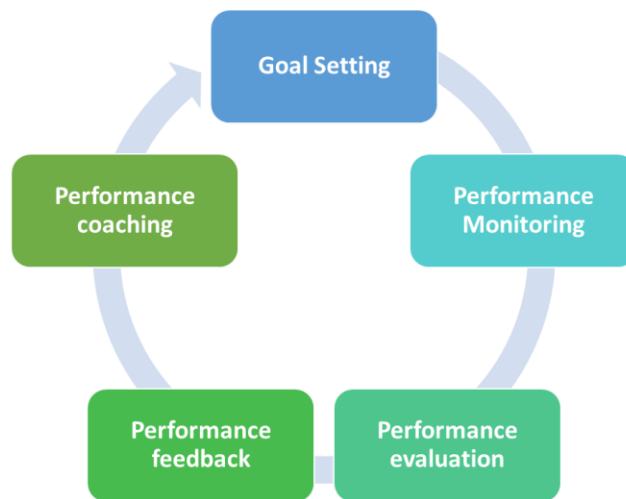 Goal Setting
Performance
Monitoring
Performance
evaluation
Performance
feedback
Performance
coaching